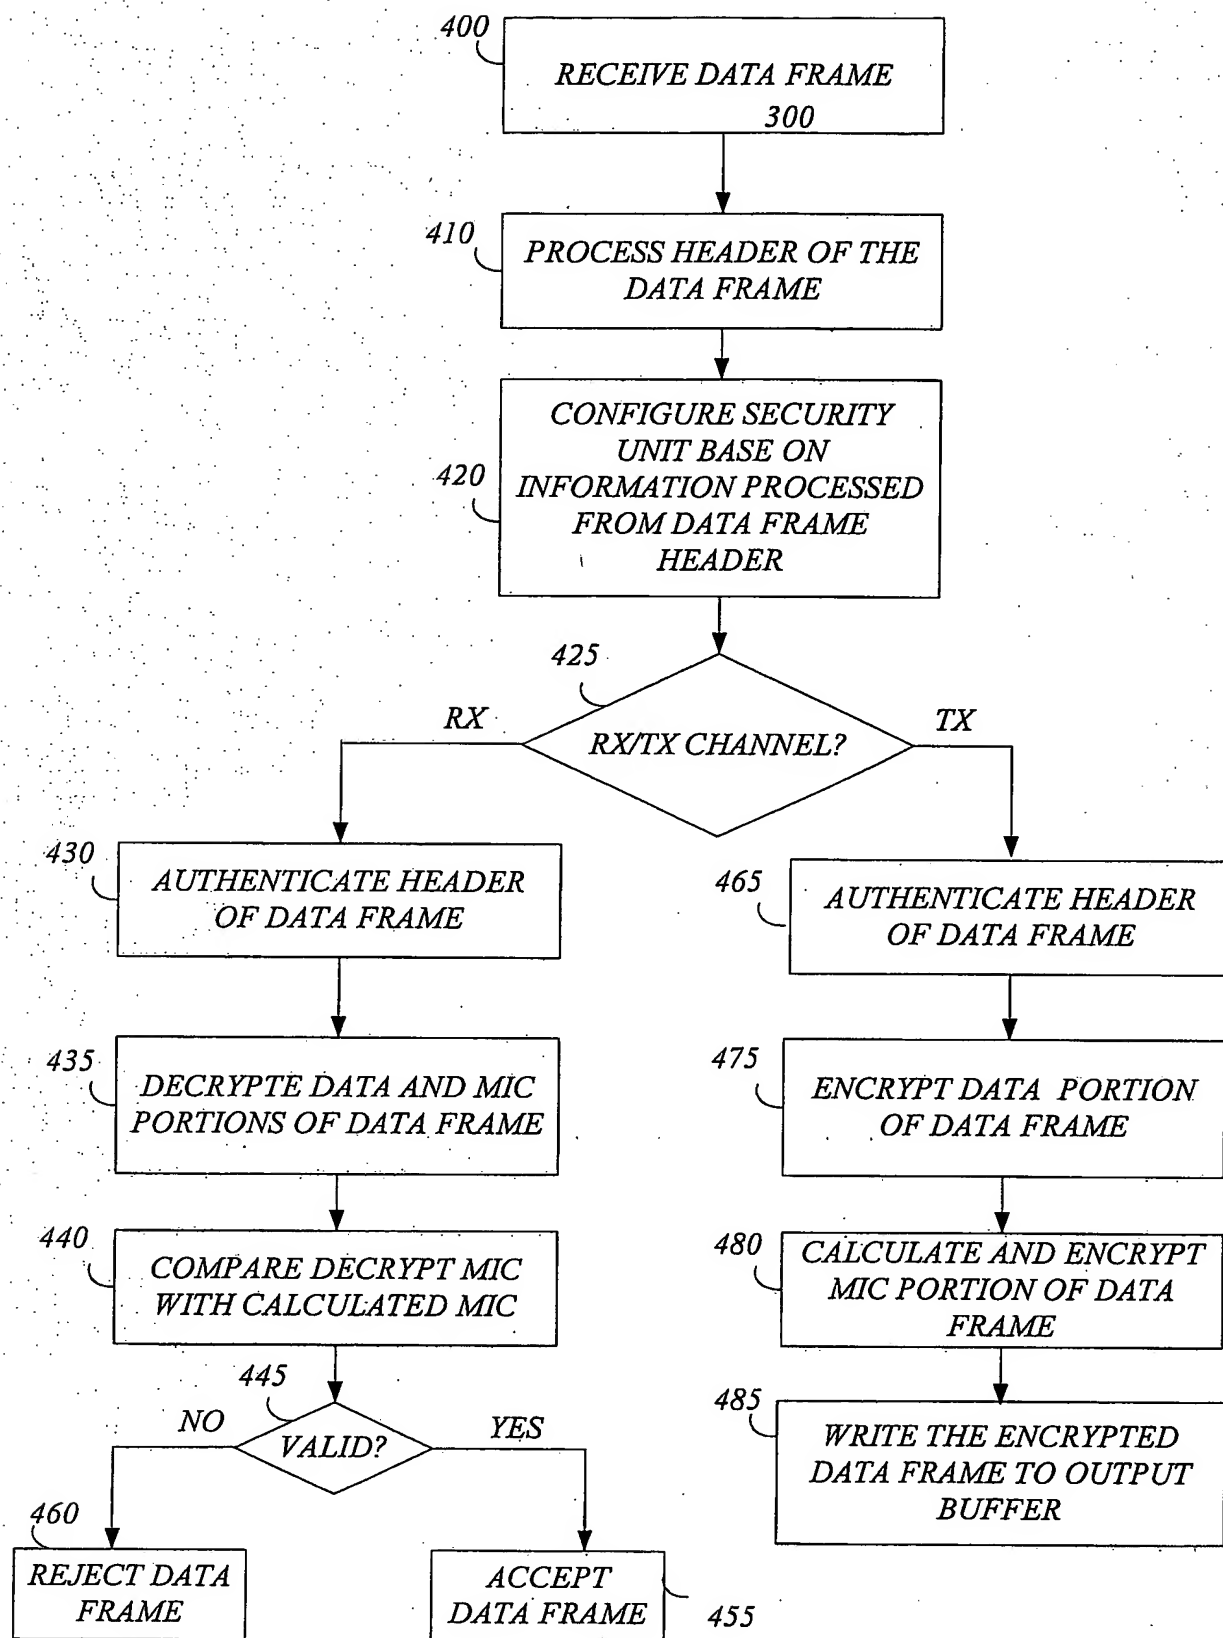 400
RECEIVE DATA FRAME
300
410
PROCESS HEADER OF THE
DATA FRAME
420
CONFIGURE SECURITY
UNIT BASE ON
INFORMATION PROCESSED
FROM DATA FRAME
HEADER
425
RX
RX/TX CHANNEL?
TX
430
AUTHENTICATE HEADER
OF DATA FRAME
465
AUTHENTICATE HEADER
OF DATA FRAME
435
DECRYPTE DATA AND MIC
PORTIONS OF DATA FRAME
475
ENCRYPT DATA PORTION
OF DATA FRAME
440
COMPARE DECRYPT MIC
WITH CALCULATED MIC
480
CALCULATE AND ENCRYPT
MIC PORTION OF DATA
FRAME
445
NO
VALID?
YES
485
WRITE THE ENCRYPTED
DATA FRAME TO OUTPUT
BUFFER
460
REJECT DATA
FRAME
ACCEPT
DATA FRAME
455